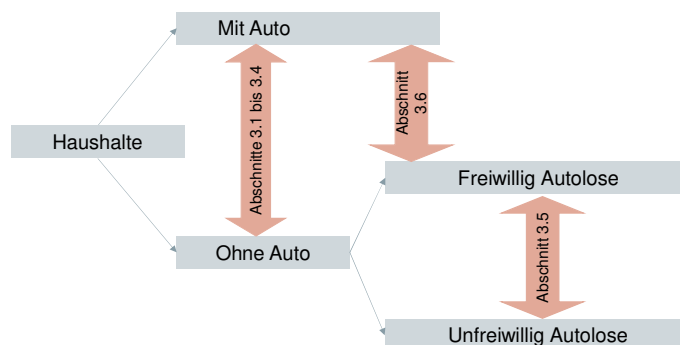 Mit Auto
Abschnitte 3.1 bis 3.4
Abschnitt
3.6
Haushalte
Freiwillig Autolose
Ohne Auto
Abschnitt 3.5
Unfreiwillig Autolose